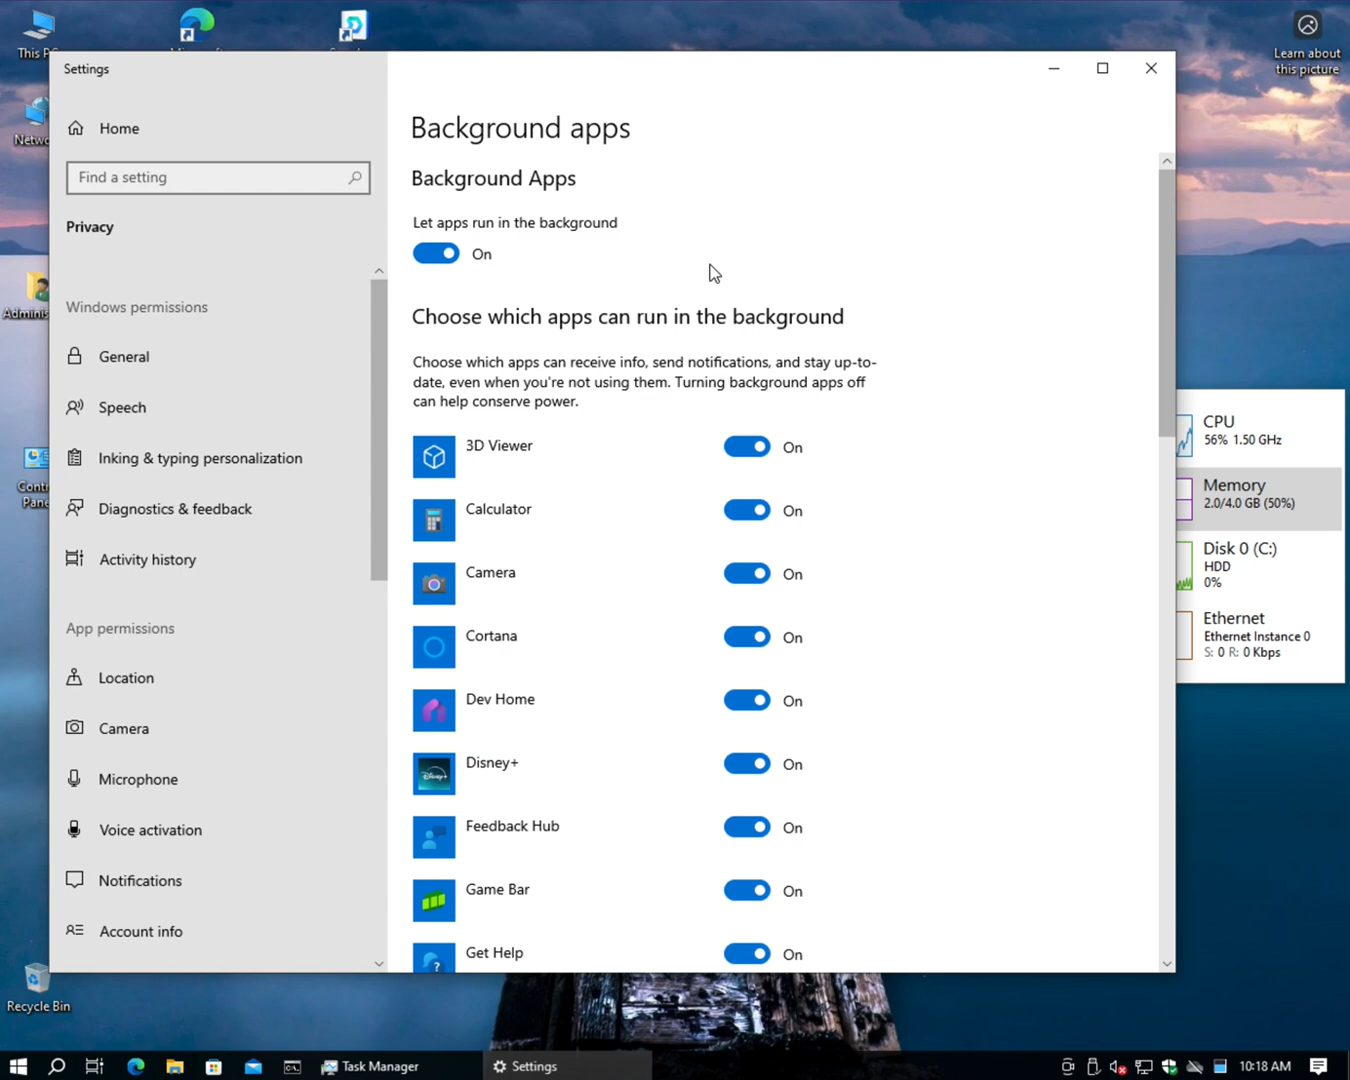 This P
Learn about
this picture
Netwo
Adminis
Cont
Pane
Recycle Bin
Settings
Home
Find a setting
Privacy
Windows permissions
General
Speech
Inking & typing personalization
Diagnostics & feedback
Activity history
App permissions
Location
Camera
Microphone
Voice activation
Notifications
Account info
Background apps
Background Apps
Let apps run in the background
On
Choose which apps can run in the background
Choose which apps can receive info, send notifications, and stay up-to-
date, even when you're not using them. Turning background apps off
can help conserve power.
3D Viewer On
Calculator On
Camera On
Cortana On
Dev Home On
Disney+ On
Feedback Hub On
Game Bar On
Get Help On
CPU
56% 1.50 GHz
Memory
2.0/4.0 GB (50%)
Disk 0 (C:)
HDD
0%
Ethernet
Ethernet Instance 0
S: 0 R: 0 Kbps
Task Manager
Settings
10:18 AM